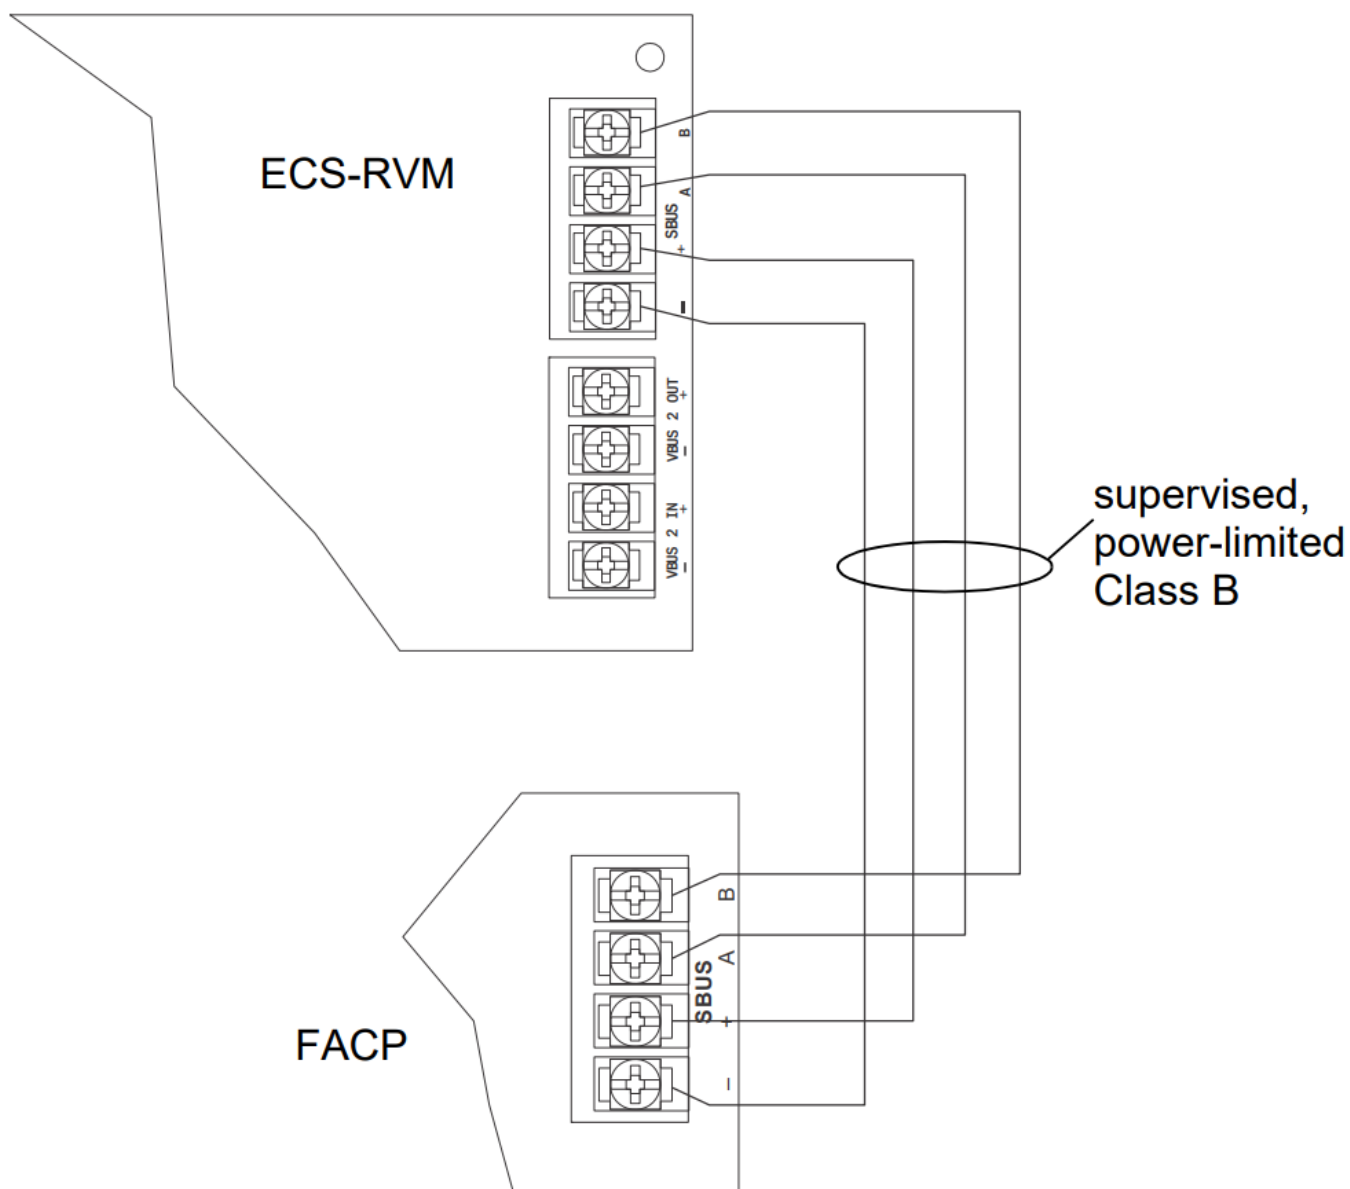 ECS-RVM
B
A
SBUS
+
−
VBUS 2 OUT
+
−
VBUS 2 IN
+
−
supervised,
power-limited
Class B
FACP
B
A
SBUS
+
−